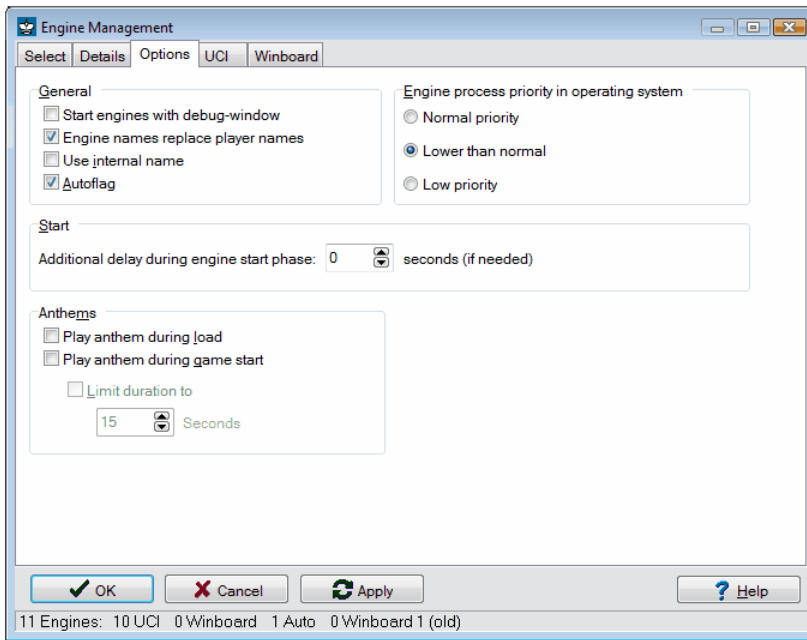 Engine Management
Select Details Options UCI Winboard
General
Start engines with debug-window
Engine names replace player names
Use internal name
Autoflag
Engine process priority in operating system
Normal priority
Lower than normal
Low priority
Start
Additional delay during engine start phase: 0 seconds (if needed)
Anthems
Play anthem during load
Play anthem during game start
Limit duration to
15 Seconds
OK Cancel Apply Help
11 Engines: 10 UCI 0 Winboard 1 Auto 0 Winboard 1 (old)